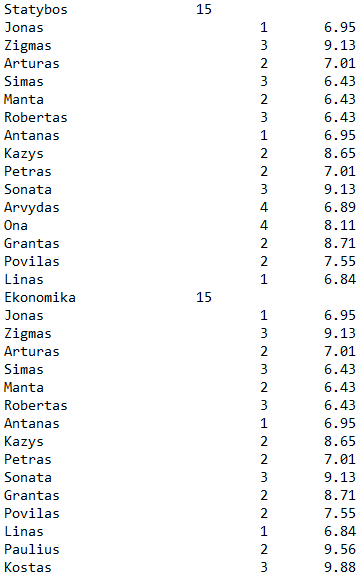 Statybos 15
Jonas 1 6.95
Zigmas 3 9.13
Arturas 2 7.01
Simas 3 6.43
Manta 2 6.43
Robertas 3 6.43
Antanas 1 6.95
Kazys 2 8.65
Petras 2 7.01
Sonata 3 9.13
Arvydas 4 6.89
Ona 4 8.11
Grantas 2 8.71
Povilas 2 7.55
Linas 1 6.84
Ekonomika 15
Jonas 1 6.95
Zigmas 3 9.13
Arturas 2 7.01
Simas 3 6.43
Manta 2 6.43
Robertas 3 6.43
Antanas 1 6.95
Kazys 2 8.65
Petras 2 7.01
Sonata 3 9.13
Grantas 2 8.71
Povilas 2 7.55
Linas 1 6.84
Paulius 2 9.56
Kostas 3 9.88